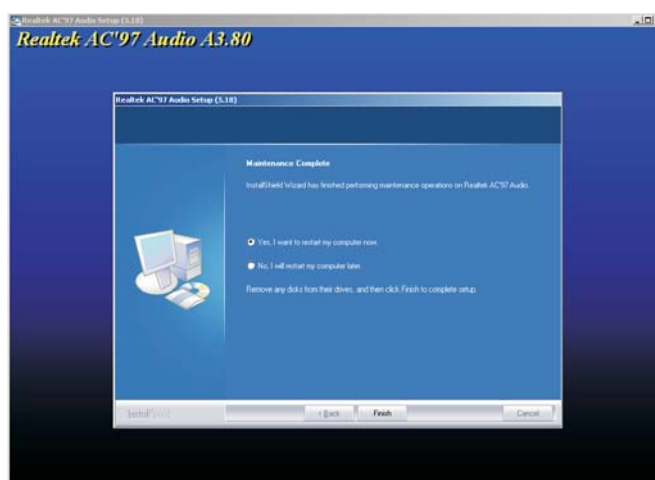 Realtek AC'97 Audio Setup (5.18)
Realtek AC'97 Audio A3.80
Realtek AC'97 Audio Setup (5.18)
Maintenance Complete
InstallShield Wizard has finished performing maintenance operations on Realtek AC'97 Audio.
Yes, I want to restart my computer now.
No, I will restart my computer later.
Remove any disks from their drives, and then click Finish to complete setup.
InstallShield
< Back Finish Cancel